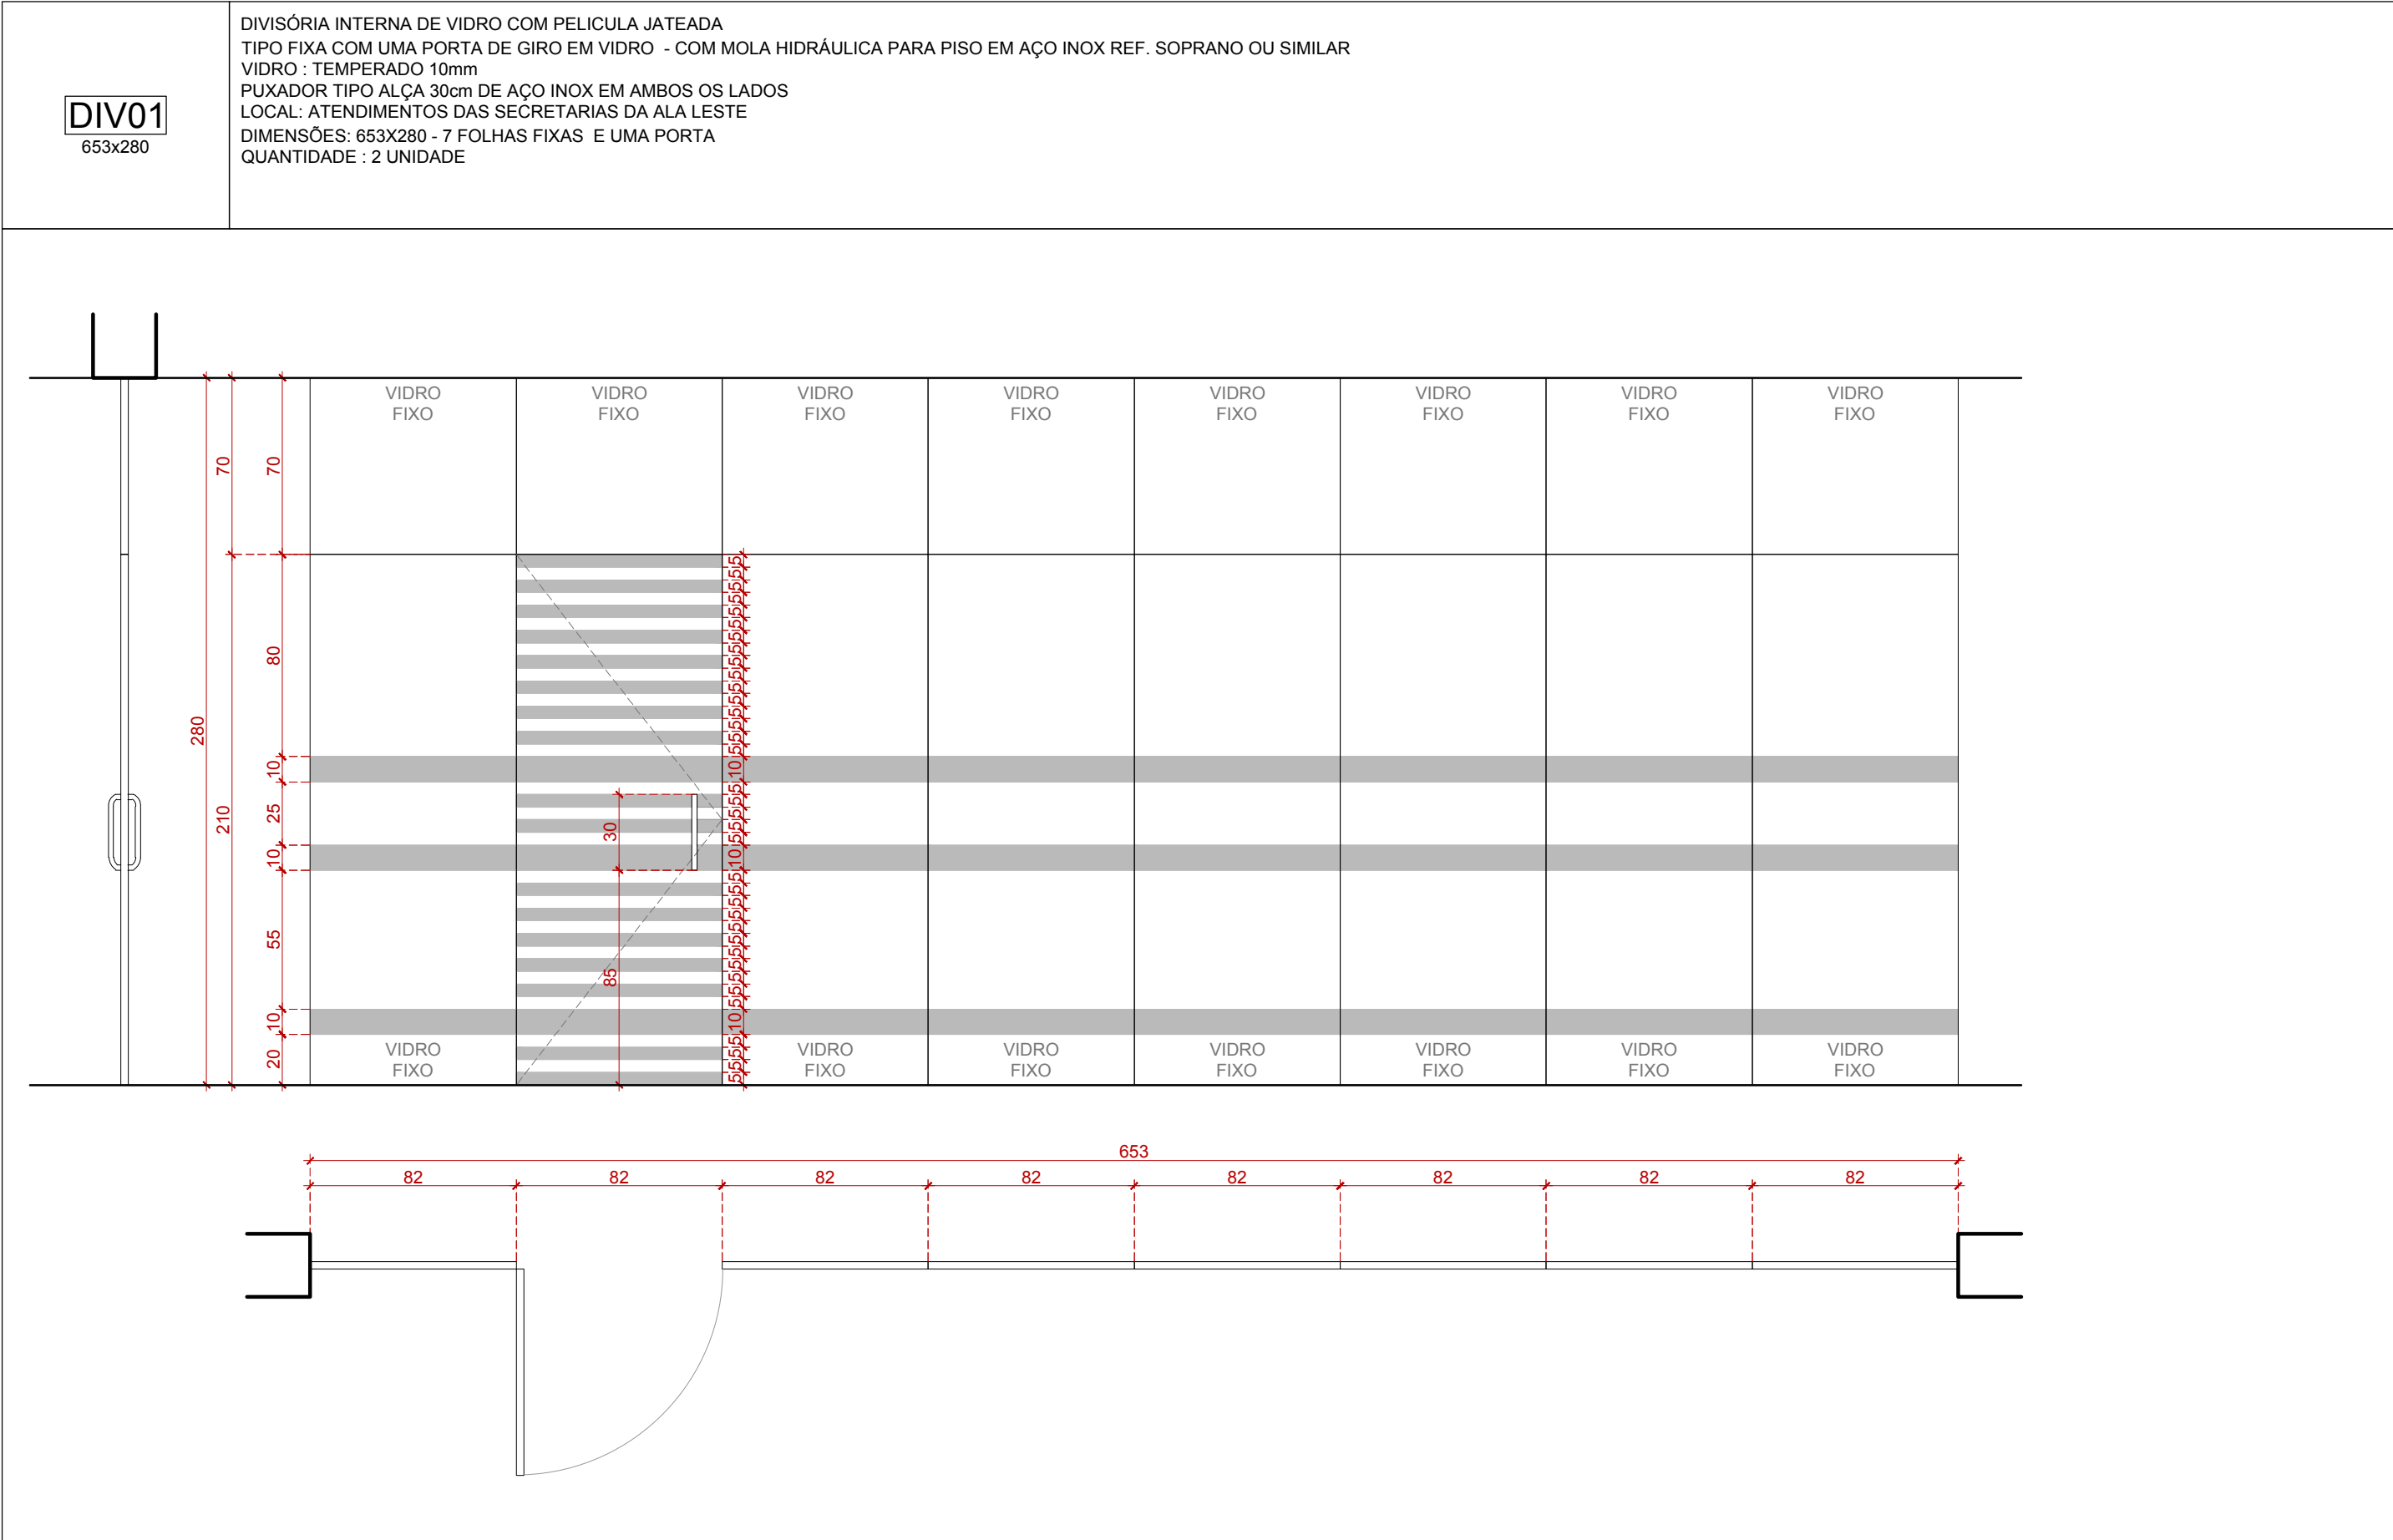 DIV01
653x280
DIVISÓRIA INTERNA DE VIDRO COM PELICULA JATEADA
TIPO FIXA COM UMA PORTA DE GIRO EM VIDRO  - COM MOLA HIDRÁULICA PARA PISO EM AÇO INOX REF. SOPRANO OU SIMILAR
VIDRO : TEMPERADO 10mm
PUXADOR TIPO ALÇA 30cm DE AÇO INOX EM AMBOS OS LADOS
LOCAL: ATENDIMENTOS DAS SECRETARIAS DA ALA LESTE
DIMENSÕES: 653X280 - 7 FOLHAS FIXAS  E UMA PORTA
QUANTIDADE : 2 UNIDADE
VIDRO VIDRO VIDRO VIDRO VIDRO VIDRO VIDRO VIDRO
FIXO FIXO FIXO FIXO FIXO FIXO FIXO FIXO
70 70
80
280
10 10
210 25 30
10 10
55
85
10 10
20
VIDRO VIDRO VIDRO VIDRO VIDRO VIDRO VIDRO
FIXO FIXO FIXO FIXO FIXO FIXO FIXO
653
82 82 82 82 82 82 82 82